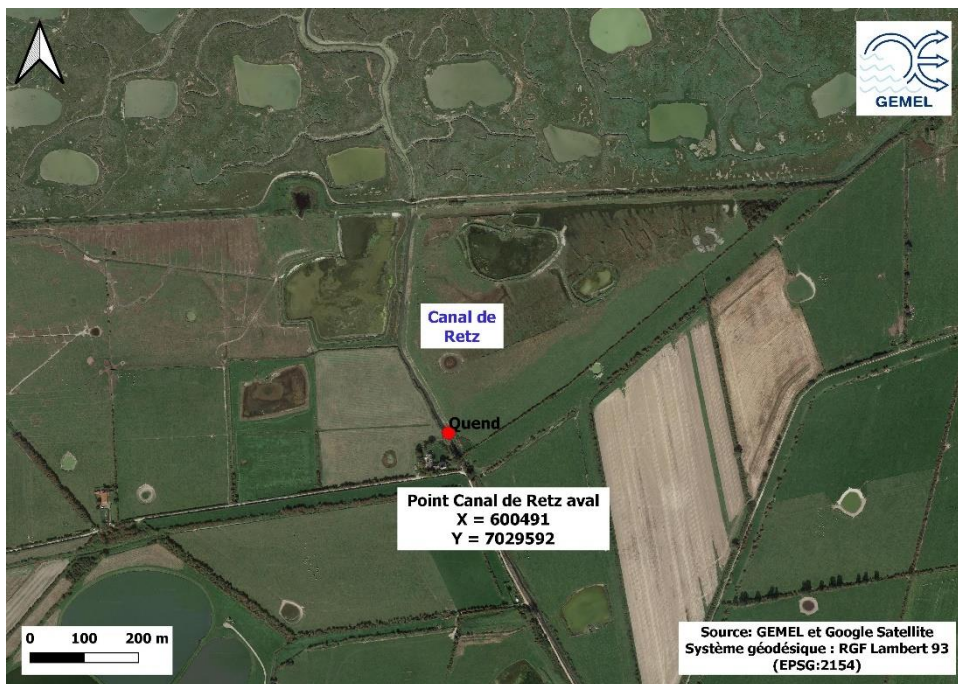 GEMEL
Canal de
Retz
Quend
Point Canal de Retz aval
X = 600491
Y = 7029592
0 100 200 m
Source: GEMEL et Google Satellite
Système géodésique : RGF Lambert 93
(EPSG:2154)